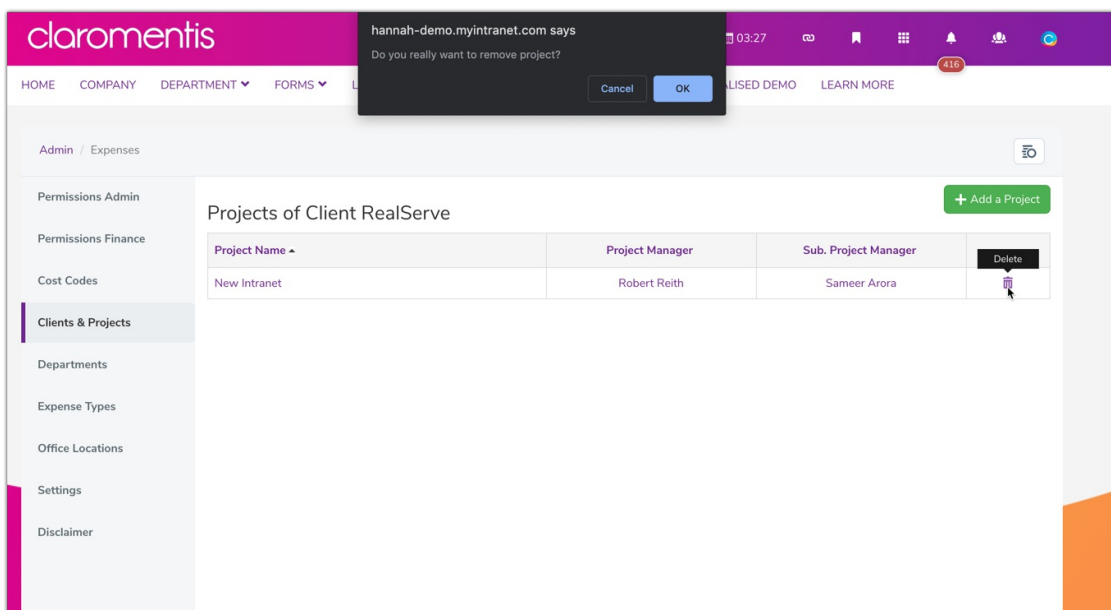 claromentis
hannah-demo.myintranet.com says
Do you really want to remove project?
Cancel OK
03:27
416
HOME COMPANY DEPARTMENT FORMS L ALISED DEMO LEARN MORE
Admin / Expenses
Permissions Admin
Permissions Finance
Cost Codes
Clients & Projects
Departments
Expense Types
Office Locations
Settings
Disclaimer
+ Add a Project
Projects of Client RealServe
Project Name Project Manager Sub. Project Manager
Delete
New Intranet Robert Reith Sameer Arora